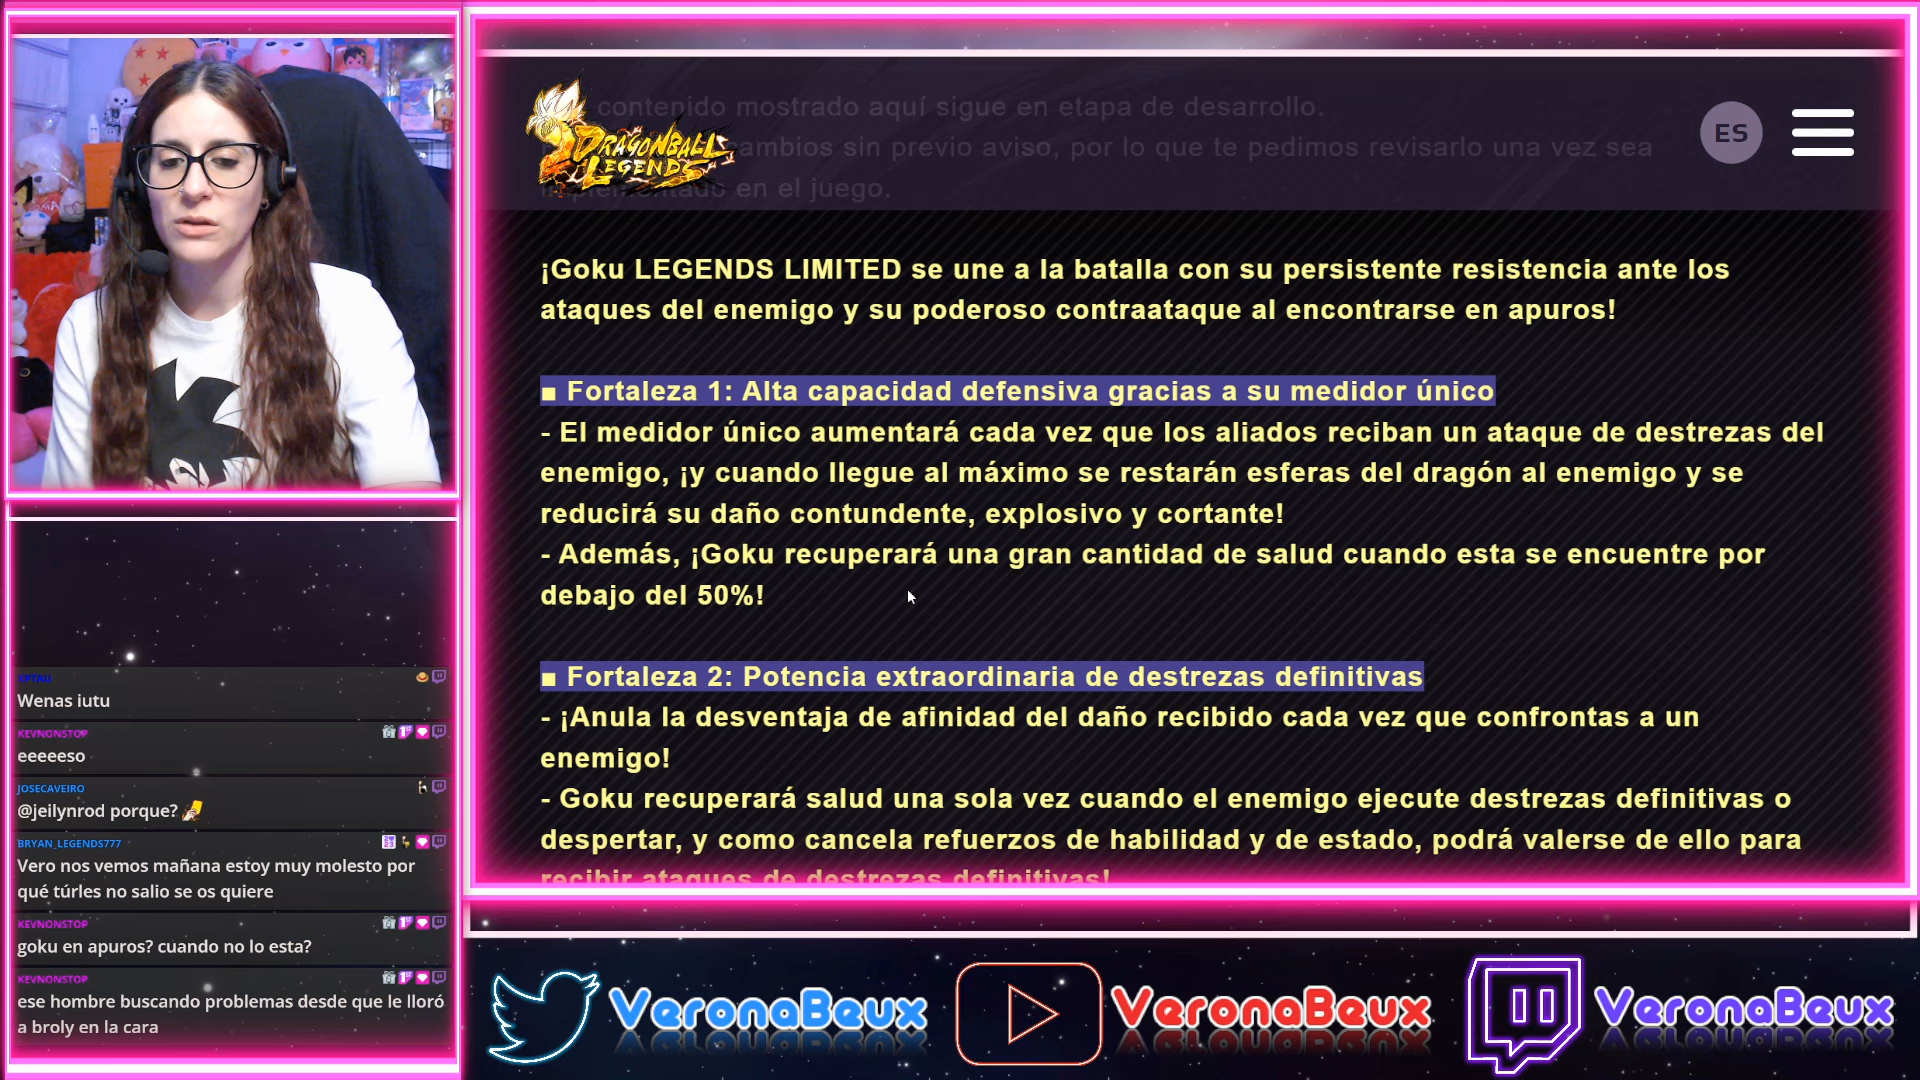 contenido mostrado aquí sigue en etapa de desarrollo.
ambios sin previo aviso, por lo que te pedimos revisarlo una vez sea
en el juego.
DRAGONBALL
LEGENDS
ES
¡Goku LEGENDS LIMITED se une a la batalla con su persistente resistencia ante los
ataques del enemigo y su poderoso contraataque al encontrarse en apuros!
■ Fortaleza 1: Alta capacidad defensiva gracias a su medidor único
- El medidor único aumentará cada vez que los aliados reciban un ataque de destrezas del
enemigo, ¡y cuando llegue al máximo se restarán esferas del dragón al enemigo y se
reducirá su daño contundente, explosivo y cortante!
- Además, ¡Goku recuperará una gran cantidad de salud cuando esta se encuentre por
debajo del 50%!
■ Fortaleza 2: Potencia extraordinaria de destrezas definitivas
- ¡Anula la desventaja de afinidad del daño recibido cada vez que confrontas a un
enemigo!
- Goku recuperará salud una sola vez cuando el enemigo ejecute destrezas definitivas o
despertar, y como cancela refuerzos de habilidad y de estado, podrá valerse de ello para
recibir ataques de destrezas definitivas!
Wenas iutu
KEVNONSTOP
eeeeeso
JOSECAVEIRO
@jeilynrod porque?
BRYAN_LEGENDS777
Vero nos vemos mañana estoy muy molesto por
qué túrles no salio se os quiere
KEVNONSTOP
goku en apuros? cuando no lo esta?
KEVNONSTOP
ese hombre buscando problemas desde que le lloró
a broly en la cara
VeronaBeux
VeronaBeux
VeronaBeux